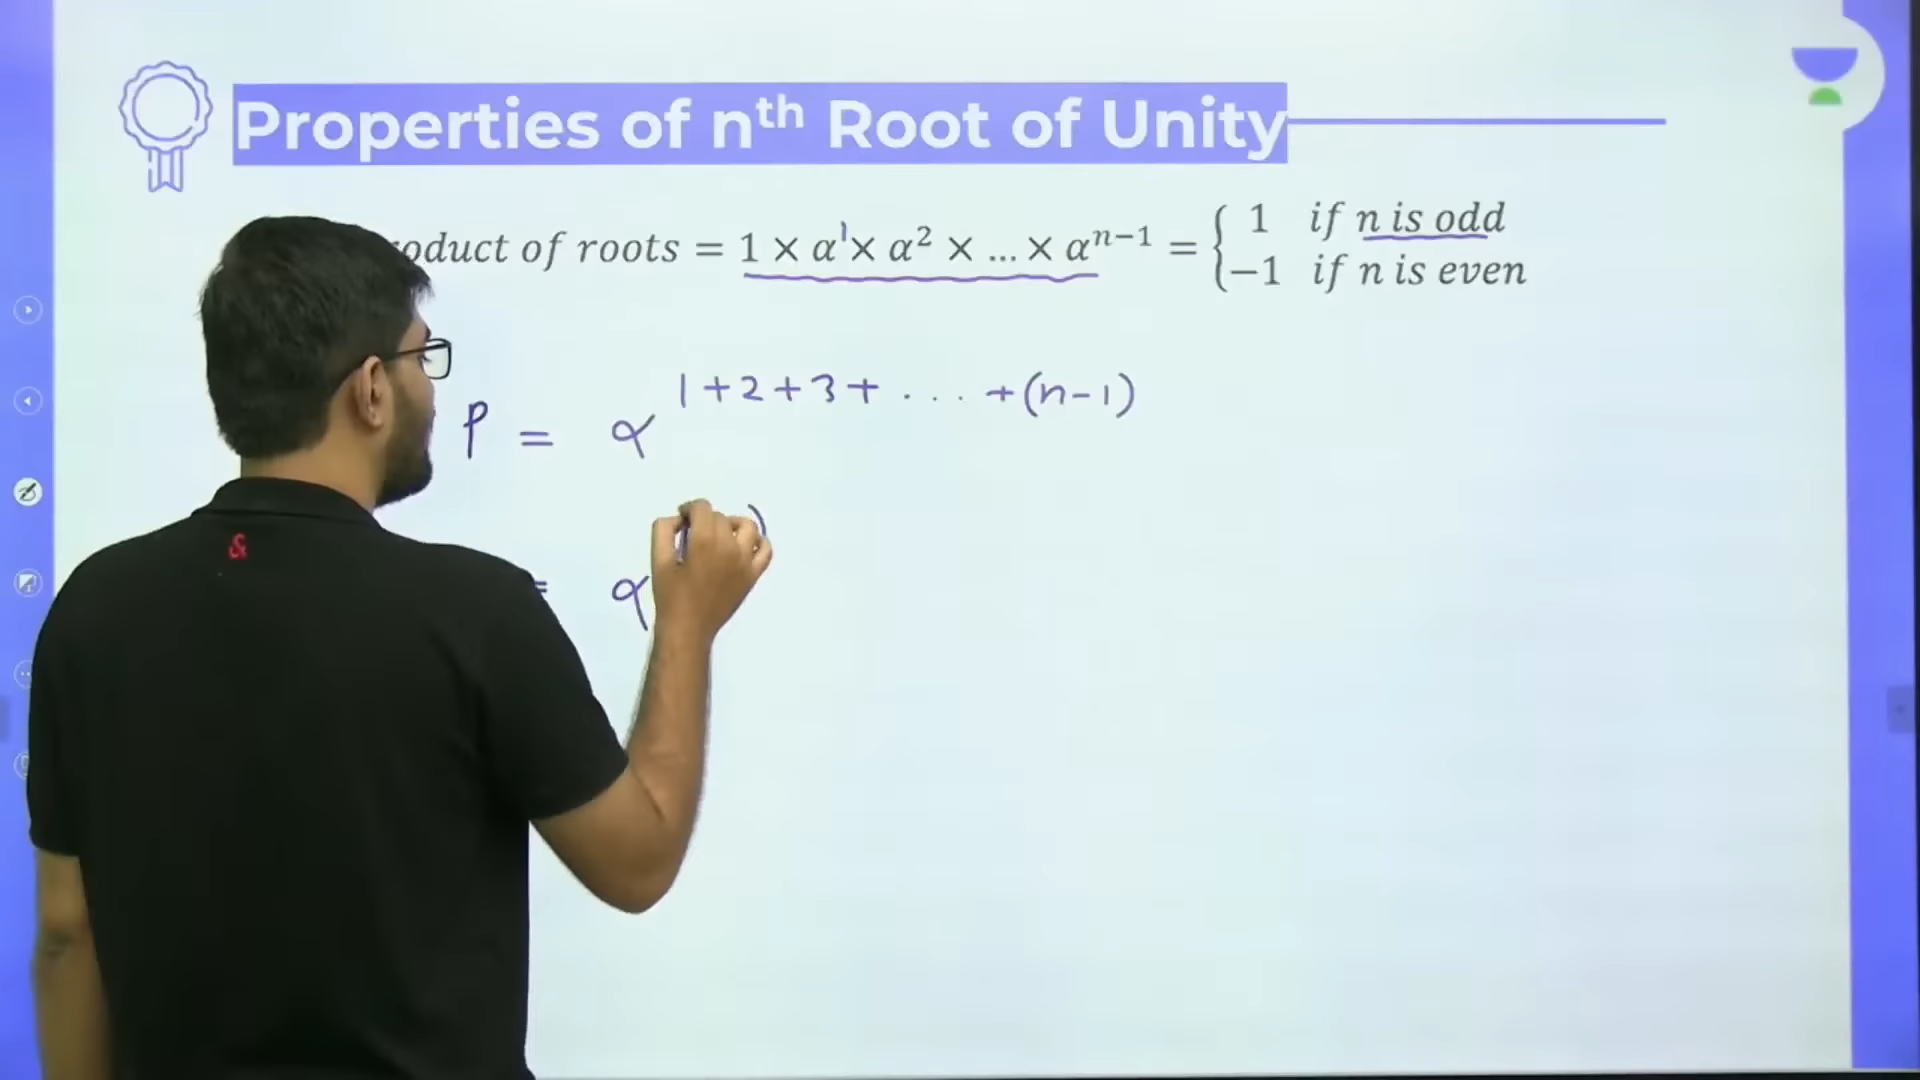 Properties of nᵗʰ Root of Unity
oduct of roots = 1 × α¹ × α² × ... × αⁿ⁻¹ = { 1 if n is odd
−1 if n is even
P = α^1+2+3+ . . . +(n-1)
= α )
&